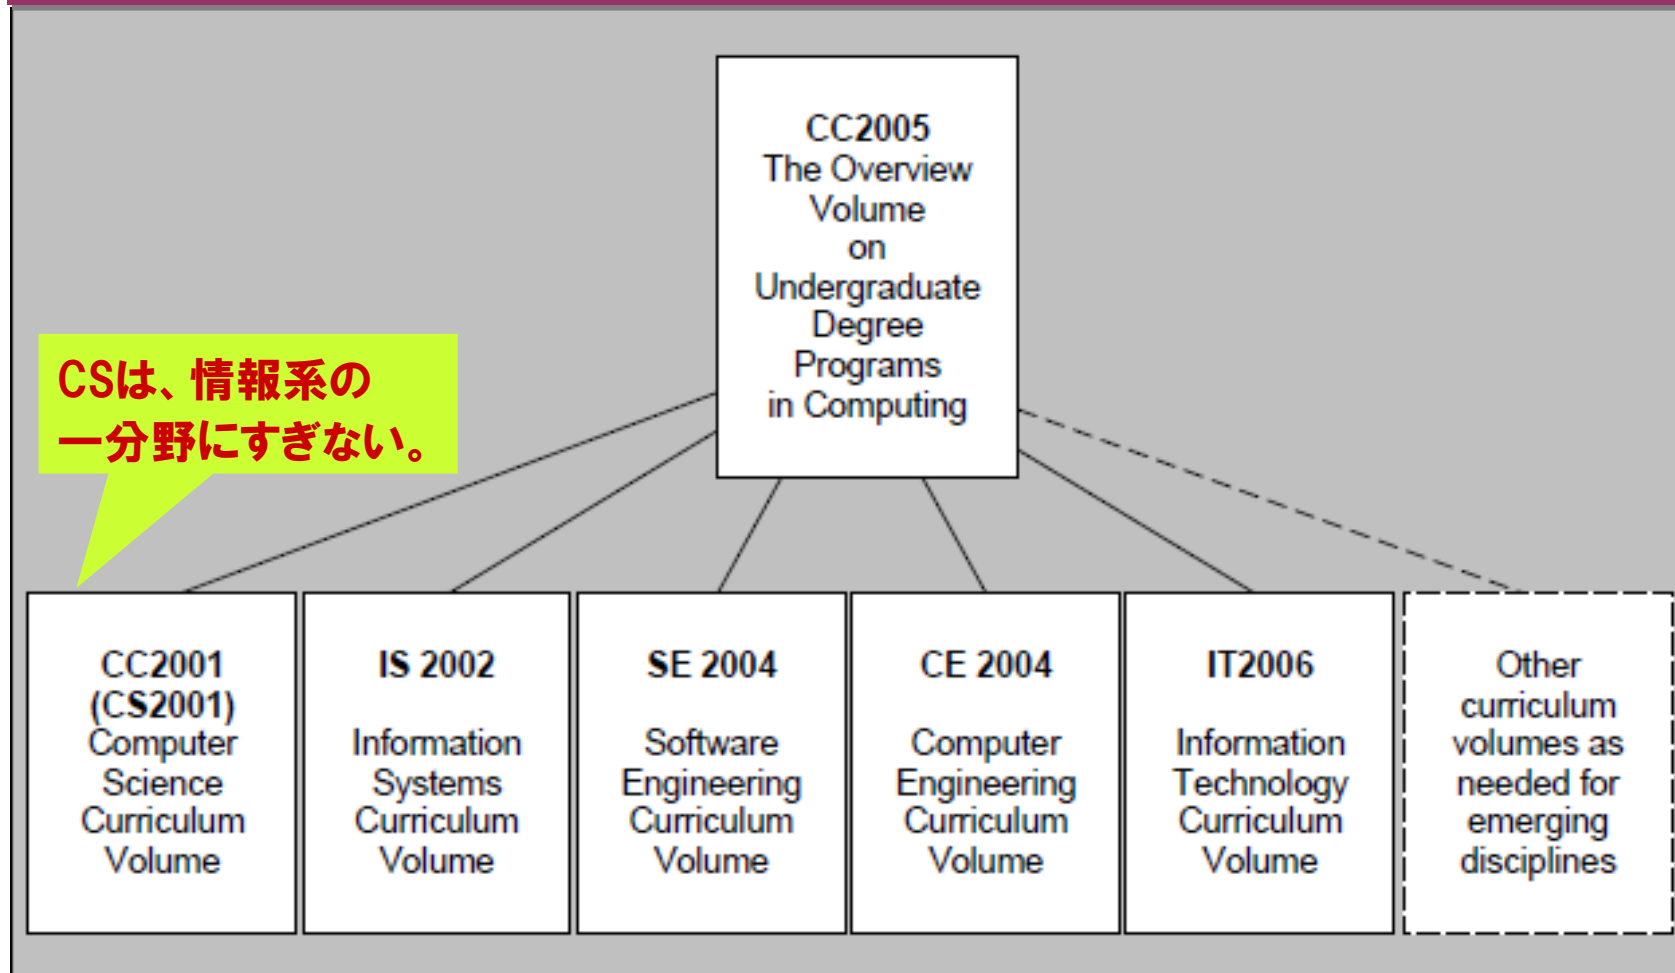 CC2005
The Overview
Volume
on
Undergraduate
Degree
Programs
in Computing
CSは、情報系の
一分野にすぎない。
CC2001
(CS2001)
Computer
Science
Curriculum
Volume
IS 2002
Information
Systems
Curriculum
Volume
SE 2004
Software
Engineering
Curriculum
Volume
CE 2004
Computer
Engineering
Curriculum
Volume
IT2006
Information
Technology
Curriculum
Volume
Other
curriculum
volumes as
needed for
emerging
disciplines